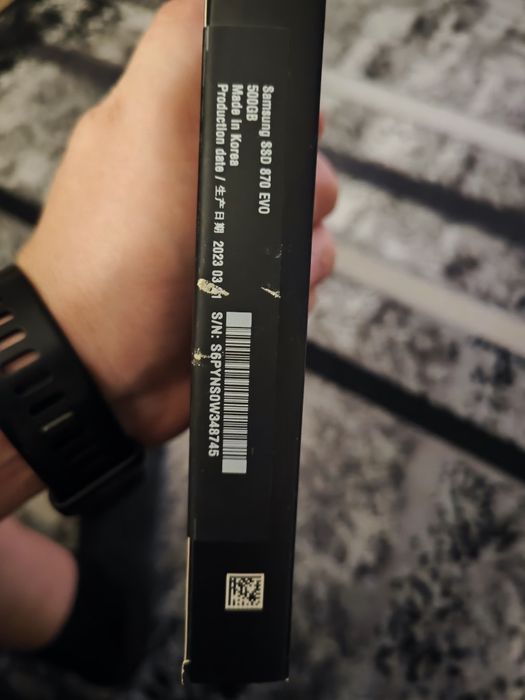 Samsung SSD 870 EVO
500GB
Made in Korea
Production date / 生产日期 2023 03 S/N: S6PYNS0W348745